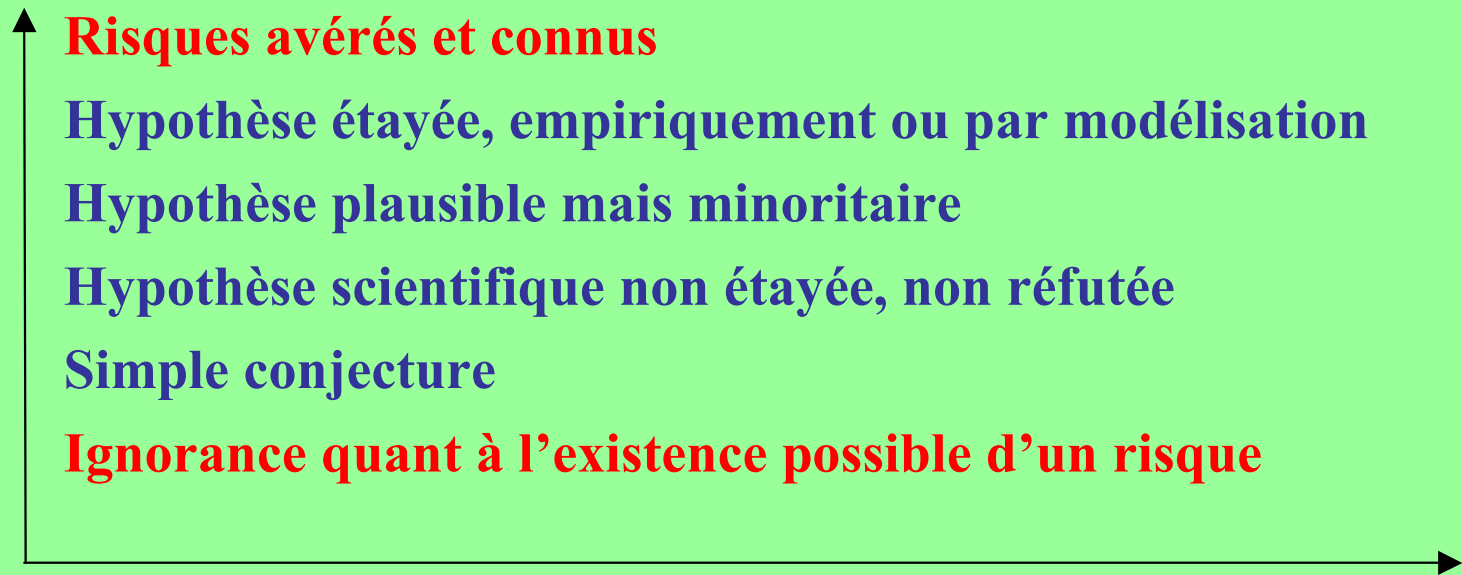 Risques avérés et connus
Hypothèse étayée, empiriquement ou par modélisation
Hypothèse plausible mais minoritaire
Hypothèse scientifique non étayée, non réfutée
Simple conjecture
Ignorance quant à l’existence possible d’un risque